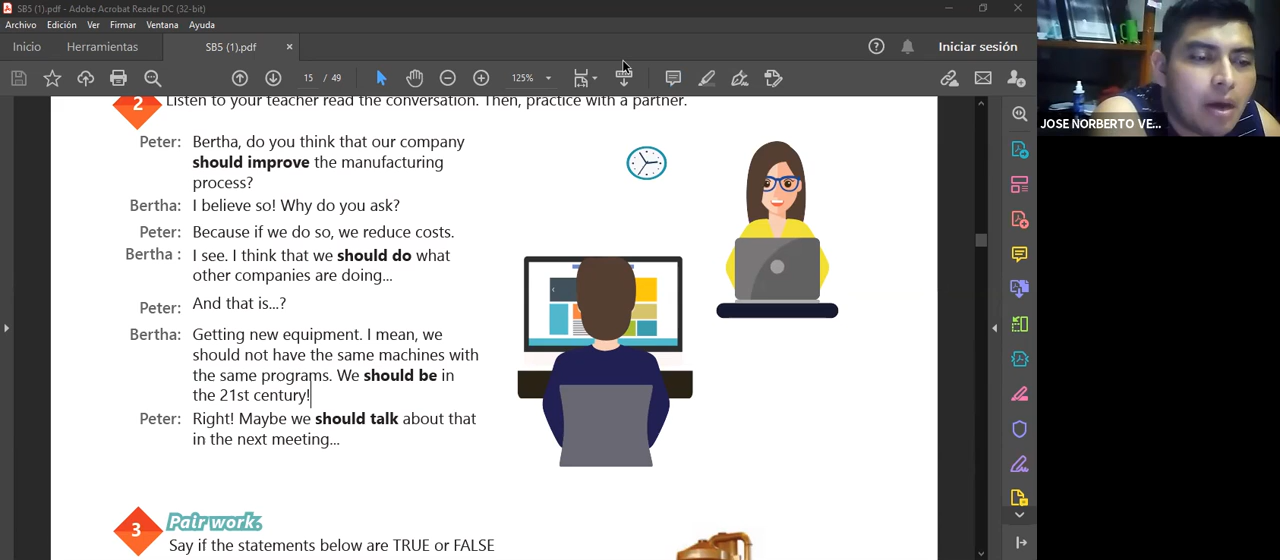 SB5 (1).pdf - Adobe Acrobat Reader DC (32-bit)
Archivo Edición Ver Firmar Ventana Ayuda
Inicio Herramientas SB5 (1).pdf × Iniciar sesión
15 / 49 125%
JOSE NORBERTO VE...
2 Listen to your teacher read the conversation. Then, practice with a partner.
Peter: Bertha, do you think that our company
should improve the manufacturing
process?
Bertha: I believe so! Why do you ask?
Peter: Because if we do so, we reduce costs.
Bertha : I see. I think that we should do what
other companies are doing...
Peter: And that is...?
Bertha: Getting new equipment. I mean, we
should not have the same machines with
the same programs. We should be in
the 21st century!
Peter: Right! Maybe we should talk about that
in the next meeting...
3 Pair work.
Say if the statements below are TRUE or FALSE